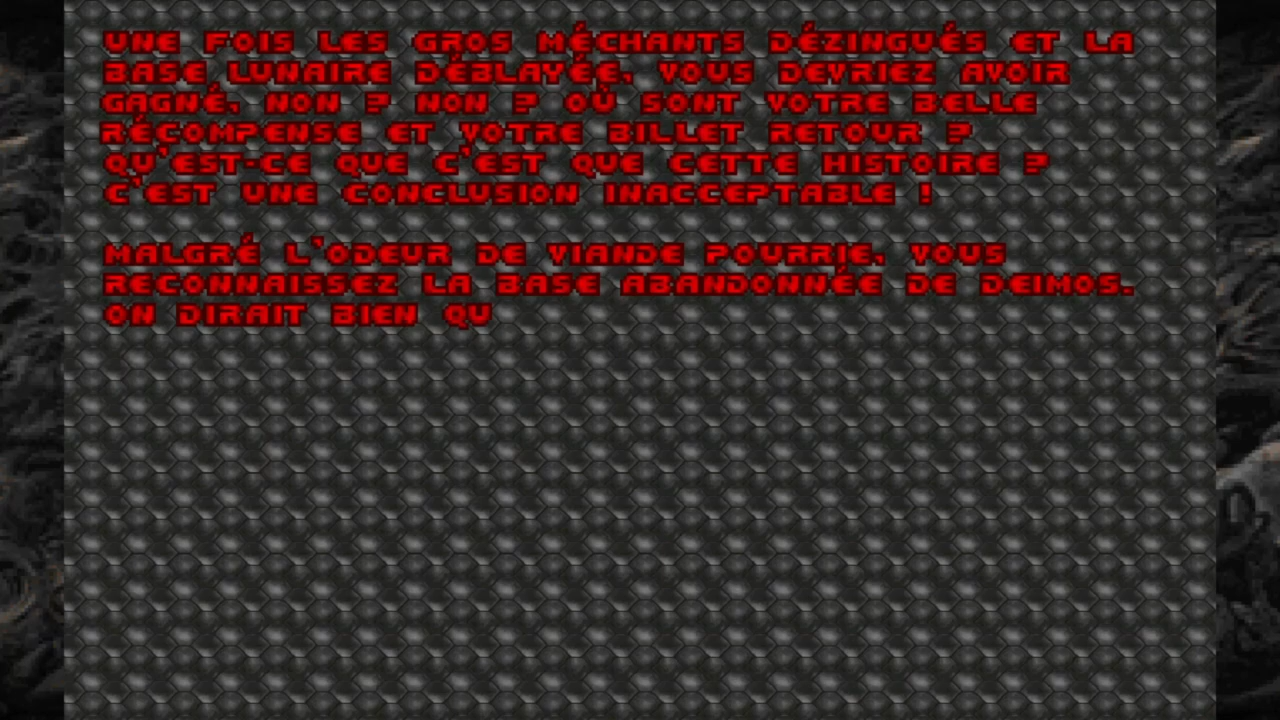 UNE FOIS LES GROS MÉCHANTS DÉZINGUÉS ET LA
BASE LUNAIRE DÉBLAYÉE, VOUS DEVRIEZ AVOIR
GAGNÉ, NON ? NON ? OÙ SONT VOTRE BELLE
RÉCOMPENSE ET VOTRE BILLET RETOUR ?
QU'EST-CE QUE C'EST QUE CETTE HISTOIRE ?
C'EST UNE CONCLUSION INACCEPTABLE !
MALGRÉ L'ODEUR DE VIANDE POURRIE, VOUS
RECONNAISSEZ LA BASE ABANDONNÉE DE DEIMOS.
ON DIRAIT BIEN QU